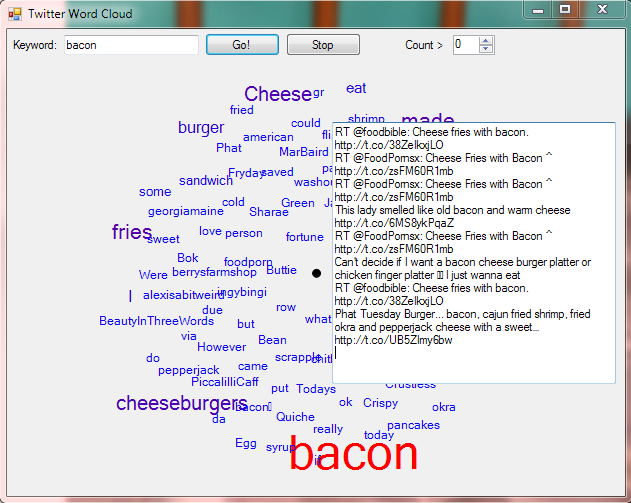 Twitter Word Cloud
Keyword: bacon Go! Stop Count > 0
Cheese gr eat
fried
could shrimp made
burger american
Phat MarBaird
Fryday saved
sandwich
some cold Green
georgiamaine Sharae
fries love person
sweet fortune
Bok foodporn
Were berrysfarmshop Buttie
I alexisabitweird ingybingi
due row
BeautyInThreeWords but what
via However Bean
do scrapple
pepperjack came
PiccalilliCaff put Todays Crustless
cheeseburgers bacon ok Crispy okra
da Quiche
really pancakes
Egg syrup today
bacon
RT @foodbible: Cheese fries with bacon.
http://t.co/38ZeIkxjLO
RT @FoodPornsx: Cheese Fries with Bacon ^
http://t.co/zsFM60R1mb
RT @FoodPornsx: Cheese Fries with Bacon ^
http://t.co/zsFM60R1mb
This lady smelled like old bacon and warm cheese
http://t.co/6MS8ykPqaZ
RT @FoodPornsx: Cheese Fries with Bacon ^
http://t.co/zsFM60R1mb
Can't decide if I want a bacon cheese burger platter or
chicken finger platter I just wanna eat
RT @foodbible: Cheese fries with bacon.
http://t.co/38ZeIkxjLO
Phat Tuesday Burger... bacon, cajun fried shrimp, fried
okra and pepperjack cheese with a sweet...
http://t.co/UB5ZImy6bw